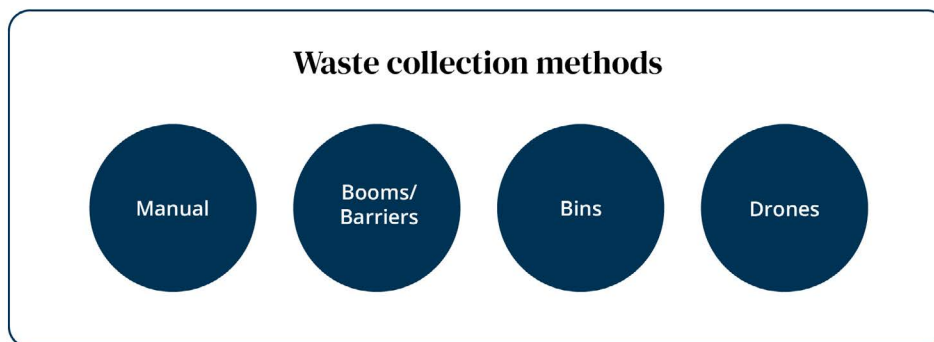 Waste collection methods
Manual
Booms/
Barriers
Bins
Drones